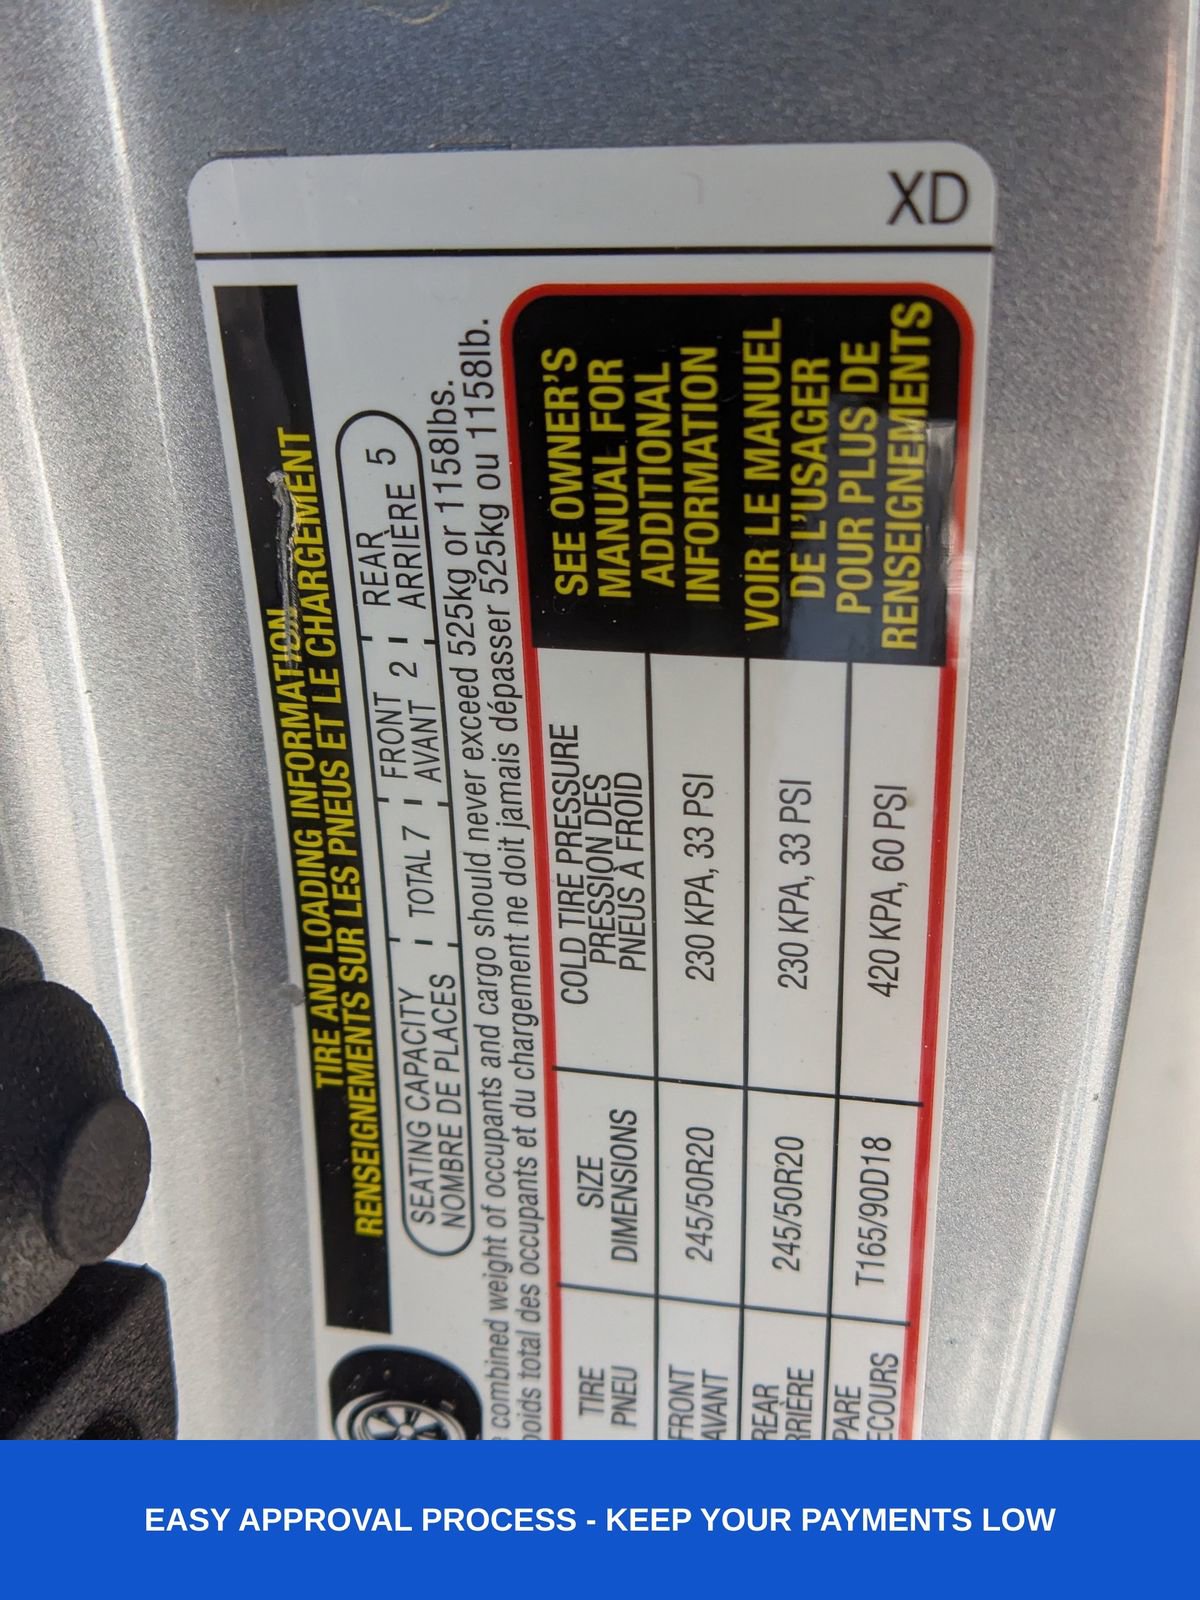 XD
TIRE AND LOADING INFORMATION
RENSEIGNEMENTS SUR LES PNEUS ET LE CHARGEMENT
SEATING CAPACITY TOTAL 7 FRONT 2 REAR 5
NOMBRE DE PLACES AVANT ARRIÈRE
combined weight of occupants and cargo should never exceed 525kg or 1158lbs.
poids total des occupants et du chargement ne doit jamais dépasser 525kg ou 1158lb.
TIRE SIZE COLD TIRE PRESSURE
PNEU DIMENSIONS PRESSION DES
PNEUS À FROID
FRONT 245/50R20 230 KPA, 33 PSI
AVANT
REAR 245/50R20 230 KPA, 33 PSI
RRIÈRE
PARE T165/90D18 420 KPA, 60 PSI
ECOURS
SEE OWNER'S
MANUAL FOR
ADDITIONAL
INFORMATION
VOIR LE MANUEL
DE L'USAGER
POUR PLUS DE
RENSEIGNEMENTS
EASY APPROVAL PROCESS - KEEP YOUR PAYMENTS LOW